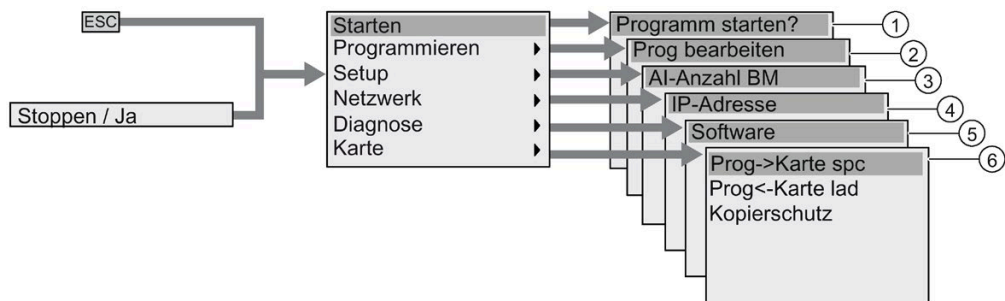 ESC
Stoppen / Ja
Starten
Programmieren
Setup
Netzwerk
Diagnose
Karte
Programm starten?
1
Prog bearbeiten
2
AI-Anzahl BM
3
IP-Adresse
4
Software
5
6
Prog->Karte spc
Prog<-Karte lad
Kopierschutz